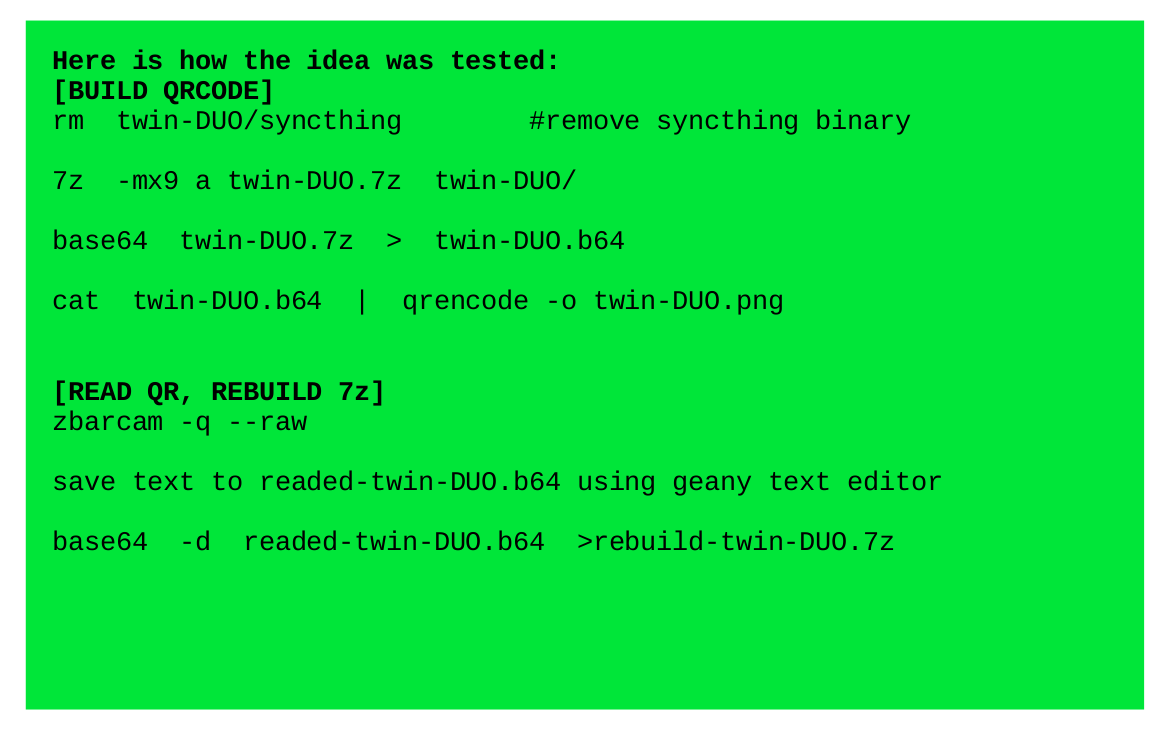 Here is how the idea was tested:
[BUILD QRCODE]
rm  twin-DUO/syncthing        #remove syncthing binary
7z  -mx9 a twin-DUO.7z  twin-DUO/
base64  twin-DUO.7z  >  twin-DUO.b64
cat  twin-DUO.b64  |  qrencode -o twin-DUO.png
[READ QR, REBUILD 7z]
zbarcam -q --raw
save text to readed-twin-DUO.b64 using geany text editor
base64  -d  readed-twin-DUO.b64  >rebuild-twin-DUO.7z